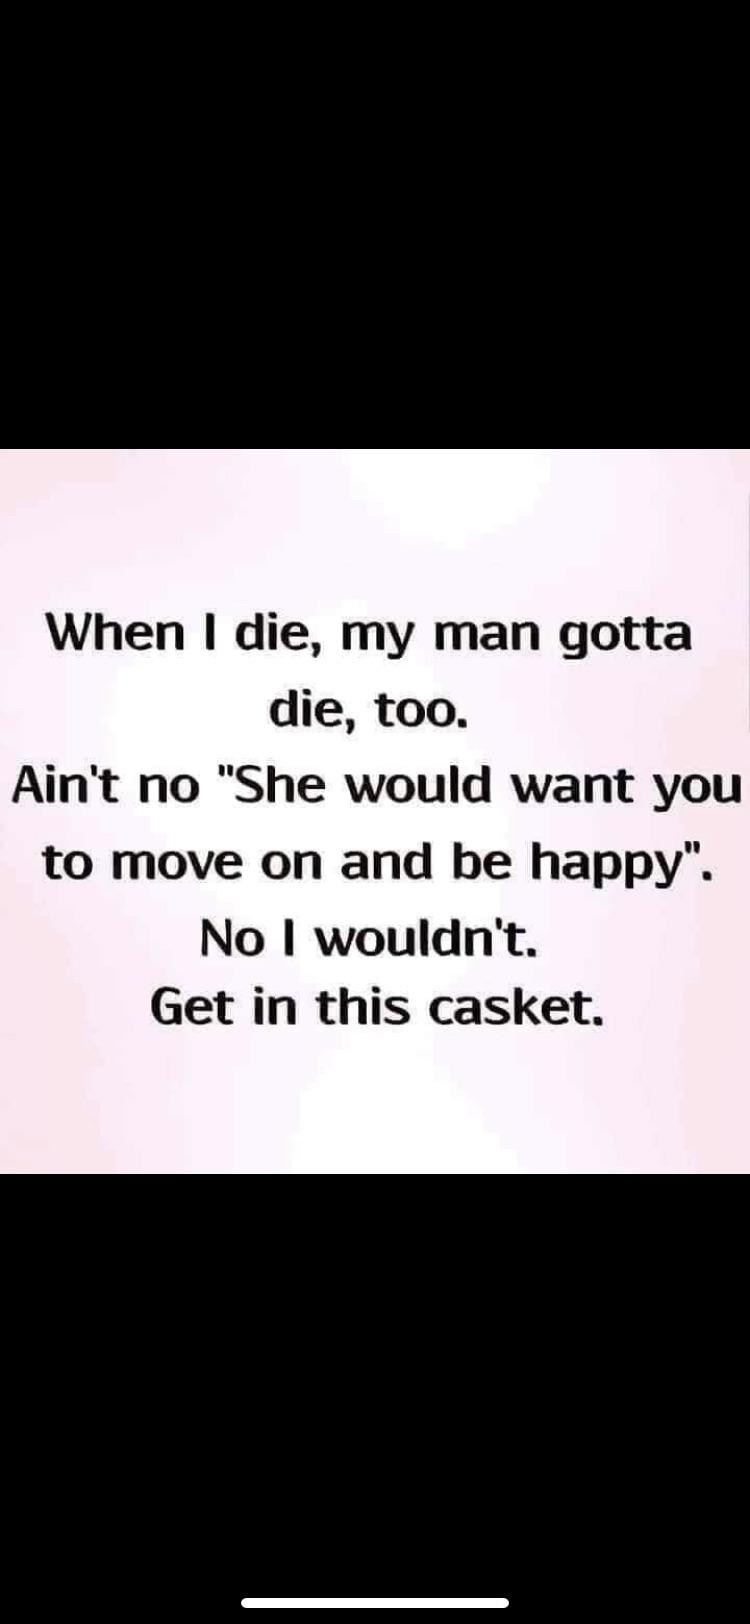 When I die, my man gotta
die, too.
Ain't no "She would want you
to move on and be happy".
No I wouldn't.
Get in this casket.